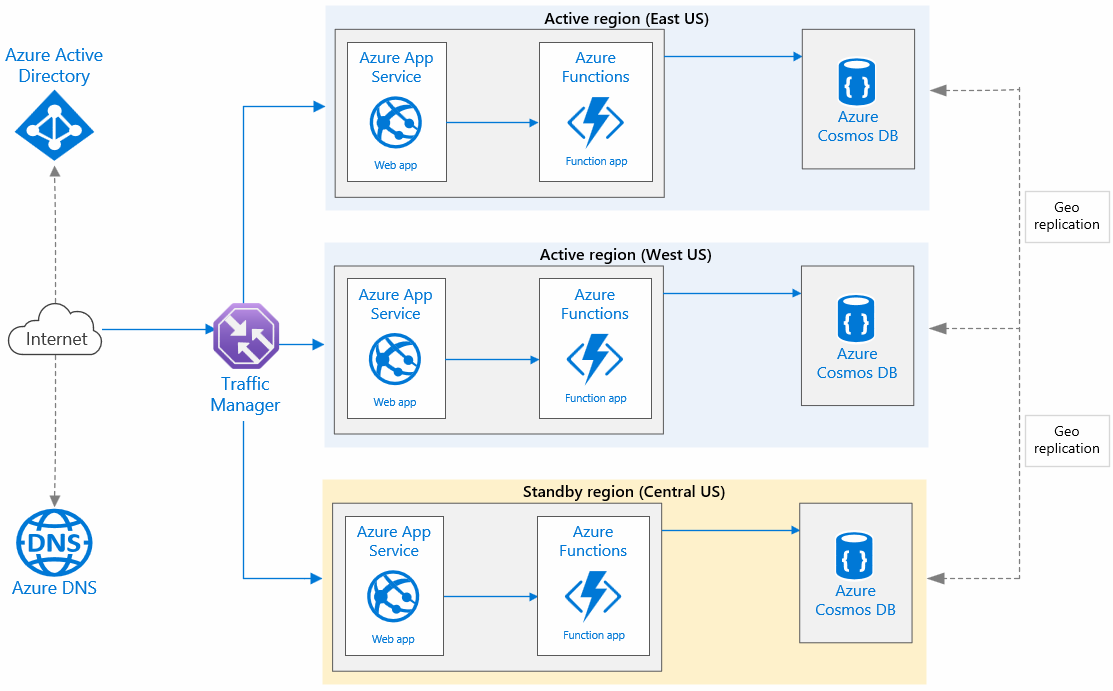 Azure Active
Directory
Internet
DNS
Azure DNS
Traffic
Manager
Active region (East US)
Azure App
Service
Web app
Azure
Functions
Function app
Azure
Cosmos DB
Active region (West US)
Azure App
Service
Web app
Azure
Functions
Function app
Azure
Cosmos DB
Standby region (Central US)
Azure App
Service
Web app
Azure
Functions
Function app
Azure
Cosmos DB
Geo
replication
Geo
replication